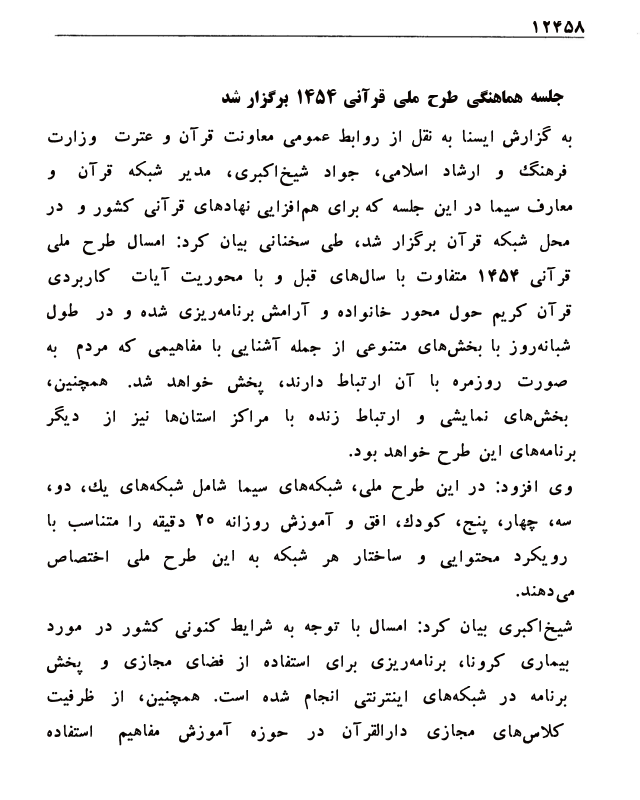 ۱۲۴۵۸
جلسه هماهنگی طرح ملی قرآنی ۱۴۵۴ برگزار شد
به گزارش ایسنا به نقل از روابط عمومی معاونت قرآن و عترت وزارت
فرهنگ و ارشاد اسلامی، جواد شیخ‌اکبری، مدیر شبکه قرآن و
معارف سیما در این جلسه که برای هم‌افزایی نهادهای قرآنی کشور و در
محل شبکه قرآن برگزار شد، طی سخنانی بیان کرد: امسال طرح ملی
قرآنی ۱۴۵۴ متفاوت با سال‌های قبل و با محوریت آیات کاربردی
قرآن کریم حول محور خانواده و آرامش برنامه‌ریزی شده و در طول
شبانه‌روز با بخش‌های متنوعی از جمله آشنایی با مفاهیمی که مردم به
صورت روزمره با آن ارتباط دارند، پخش خواهد شد. همچنین،
بخش‌های نمایشی و ارتباط زنده با مراکز استان‌ها نیز از دیگر
برنامه‌های این طرح خواهد بود.
وی افزود: در این طرح ملی، شبکه‌های سیما شامل شبکه‌های یك، دو،
سه، چهار، پنج، کودك، افق و آموزش روزانه ۲۰ دقیقه را متناسب با
رویکرد محتوایی و ساختار هر شبکه به این طرح ملی اختصاص
می‌دهند.
شیخ‌اکبری بیان کرد: امسال با توجه به شرایط کنونی کشور در مورد
بیماری کرونا، برنامه‌ریزی برای استفاده از فضای مجازی و پخش
برنامه در شبکه‌های اینترنتی انجام شده است. همچنین، از ظرفیت
کلاس‌های مجازی دارالقرآن در حوزه آموزش مفاهیم استفاده